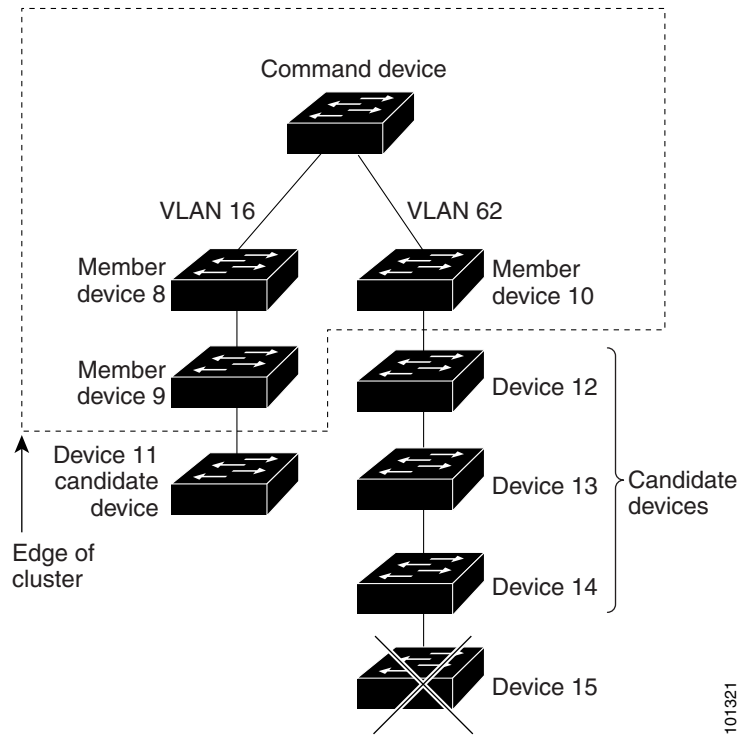 Command device
VLAN 16
VLAN 62
Member
device 8
Member
device 10
Member
device 9
Device 12
Device 11
candidate
device
Device 13
Candidate
devices
Edge of
cluster
Device 14
Device 15
101321